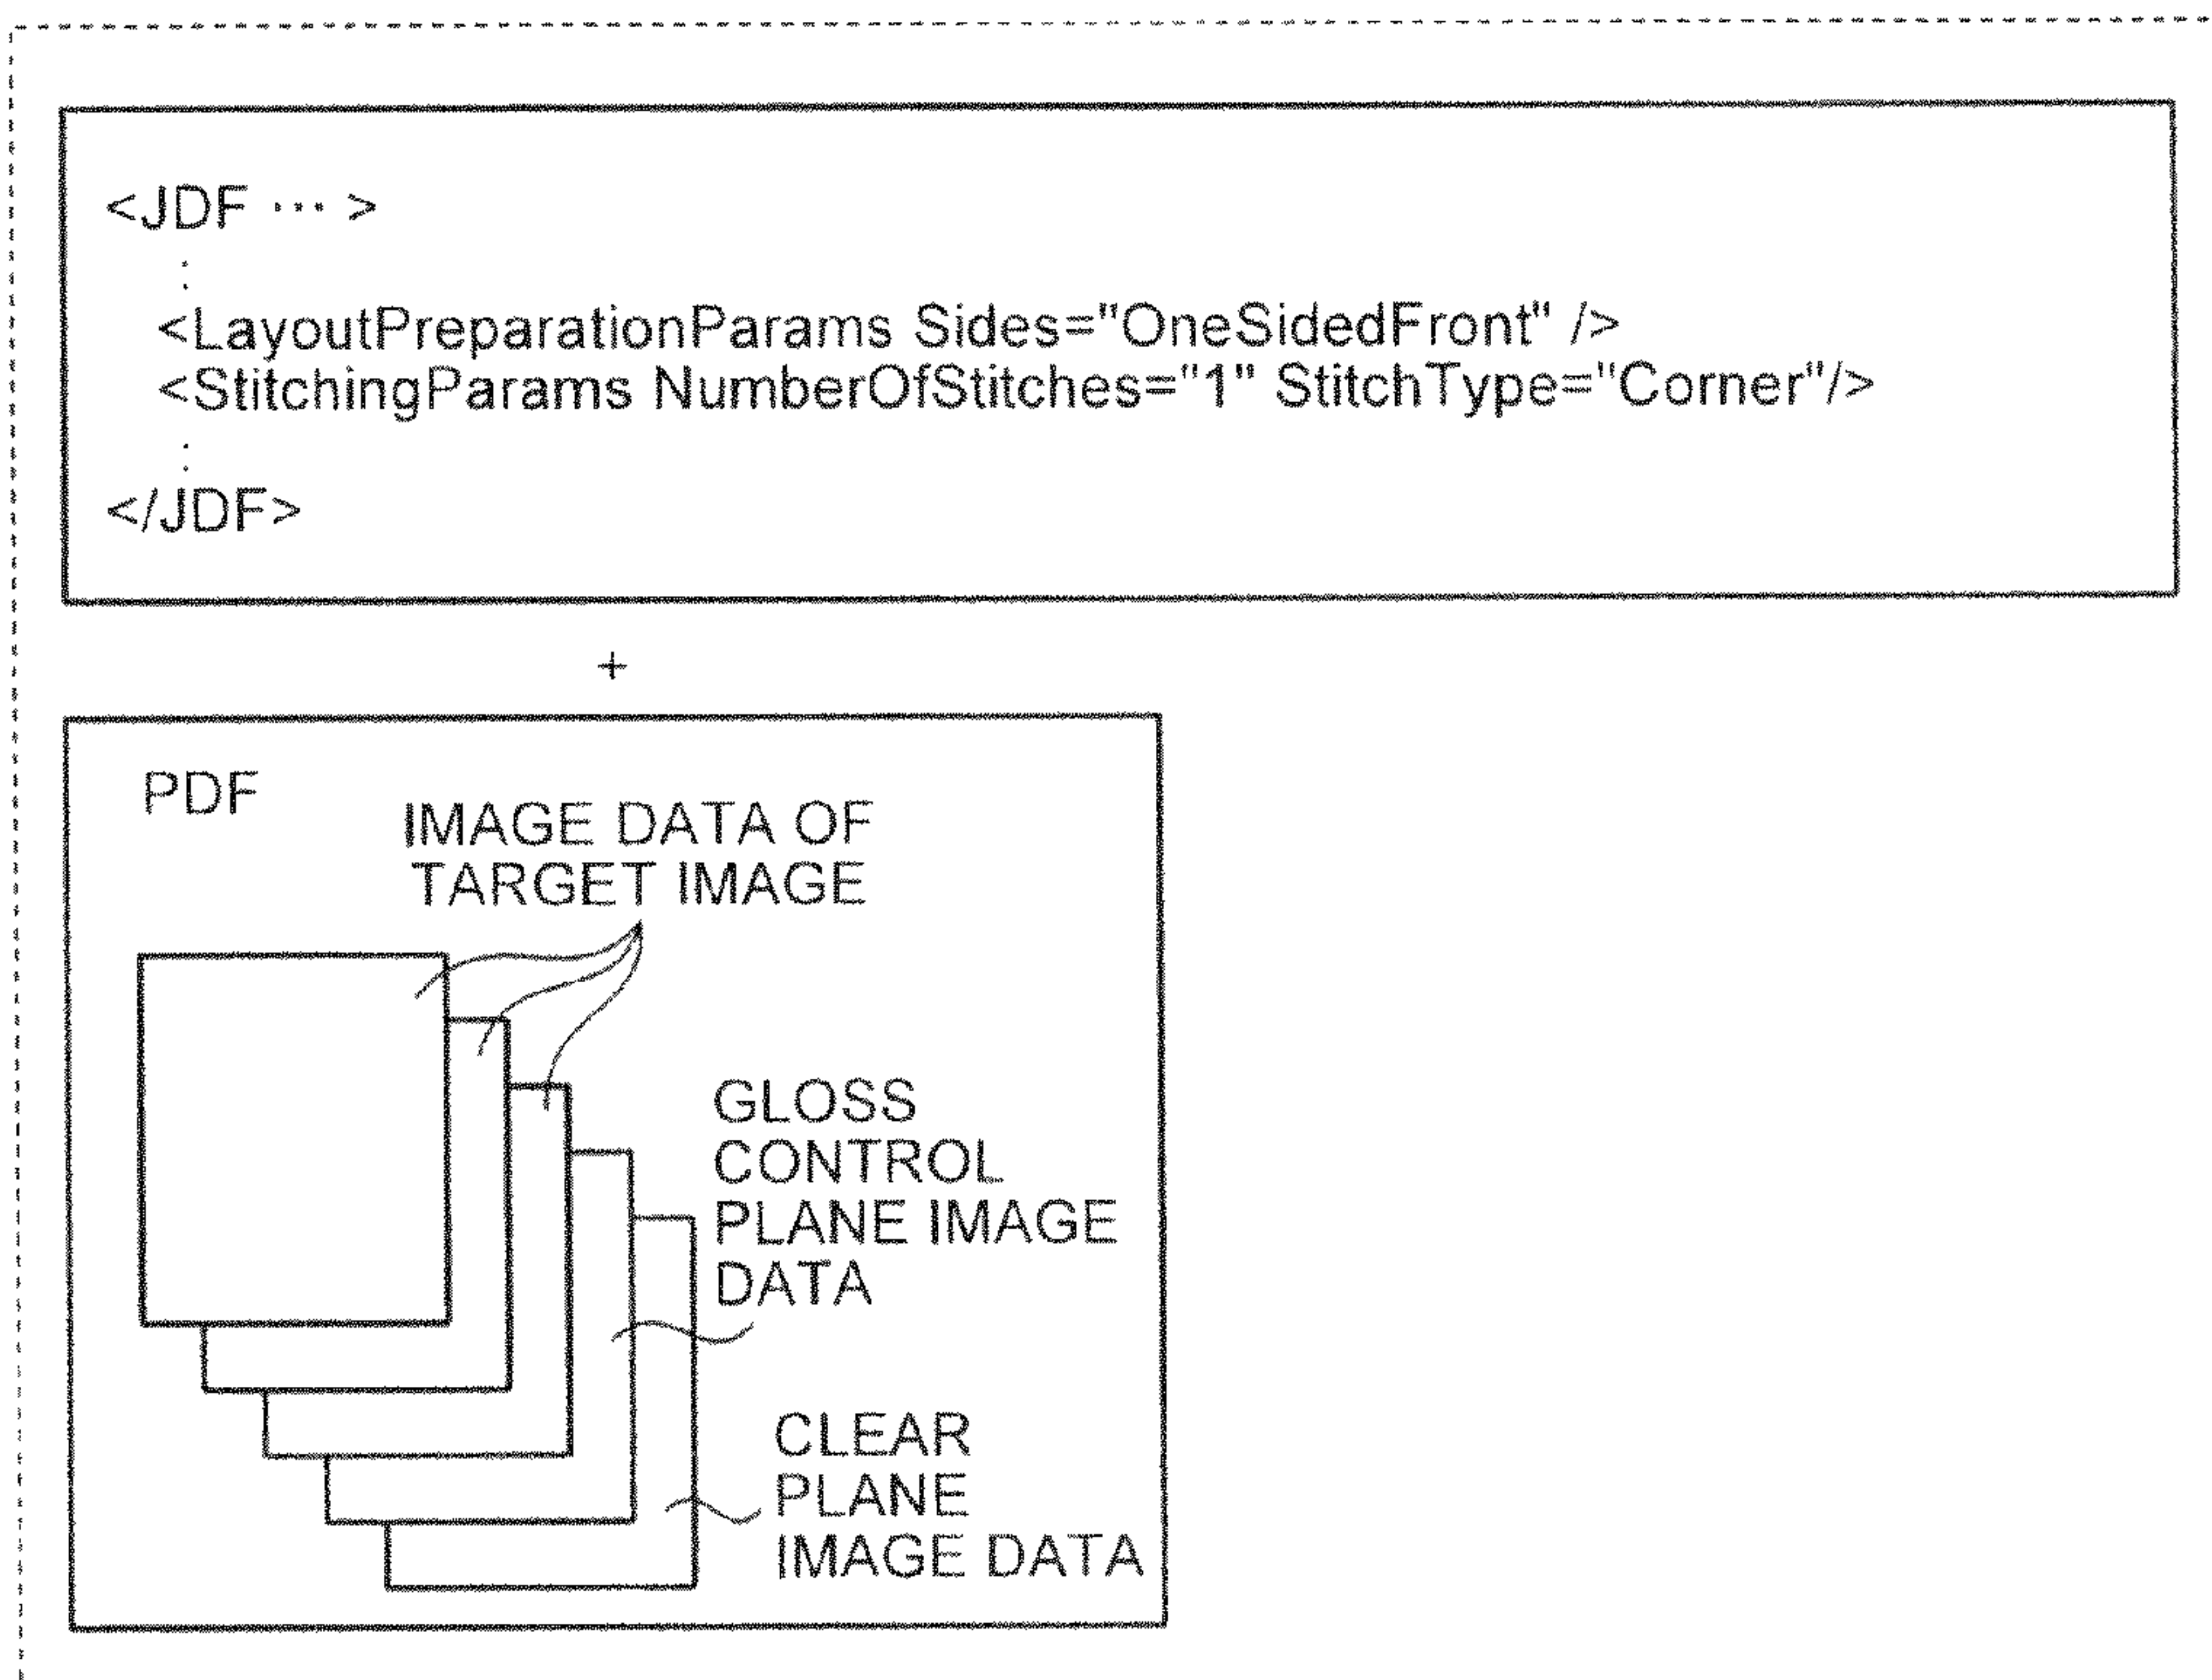 <JDF ... >
:
<LayoutPreparationParams Sides="OneSidedFront" />
<StitchingParams NumberOfStitches="1" StitchType="Corner"/>
:
</JDF>
+
PDF
IMAGE DATA OF
TARGET IMAGE
GLOSS
CONTROL
PLANE IMAGE
DATA
CLEAR
PLANE
IMAGE DATA